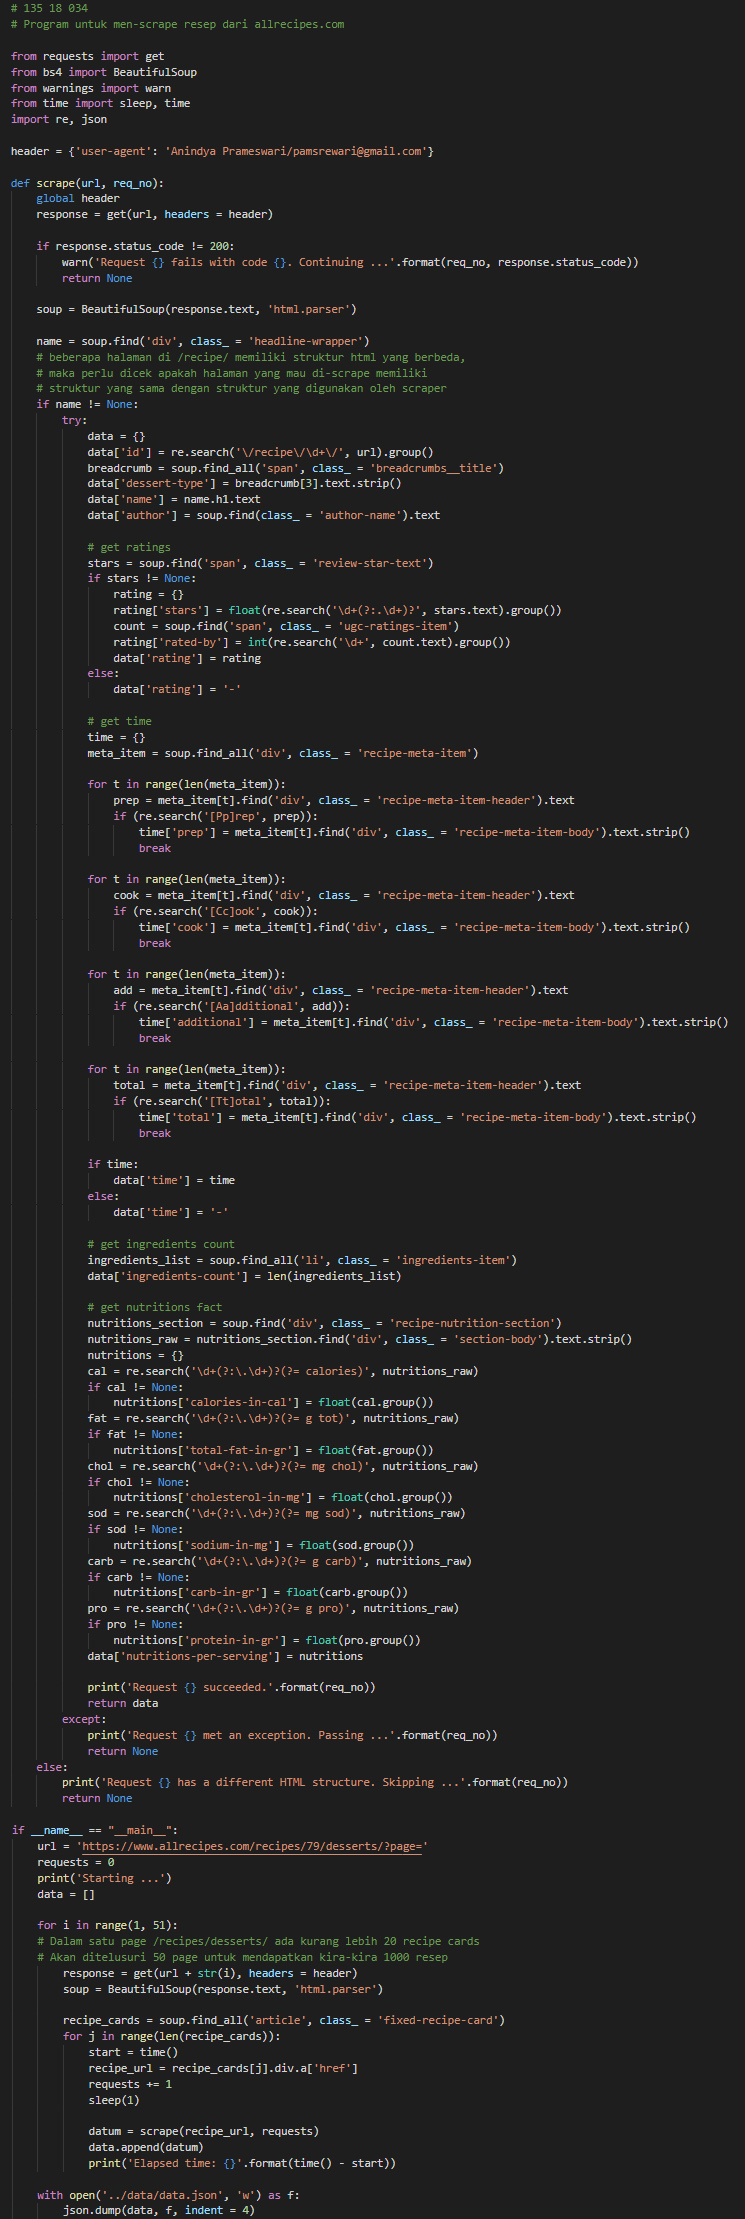 # 135 18 034
# Program untuk men-scrape resep dari allrecipes.com

from requests import get
from bs4 import BeautifulSoup
from warnings import warn
from time import sleep, time
import re, json

header = {'user-agent': 'Anindya Prameswari/pamsrewari@gmail.com'}

def scrape(url, req_no):
    global header
    response = get(url, headers = header)

    if response.status_code != 200:
        warn('Request {} fails with code {}. Continuing ...'.format(req_no, response.status_code))
        return None

    soup = BeautifulSoup(response.text, 'html.parser')

    name = soup.find('div', class_ = 'headline-wrapper')
    # beberapa halaman di /recipe/ memiliki struktur html yang berbeda,
    # maka perlu dicek apakah halaman yang mau di-scrape memiliki
    # struktur yang sama dengan struktur yang digunakan oleh scraper
    if name != None:
        try:
            data = {}
            data['id'] = re.search('\/recipe\/\d+\/', url).group()
            breadcrumb = soup.find_all('span', class_ = 'breadcrumbs__title')
            data['dessert-type'] = breadcrumb[3].text.strip()
            data['name'] = name.h1.text
            data['author'] = soup.find(class_ = 'author-name').text

            # get ratings
            stars = soup.find('span', class_ = 'review-star-text')
            if stars != None:
                rating = {}
                rating['stars'] = float(re.search('\d+(?:.\d+)?', stars.text).group())
                count = soup.find('span', class_ = 'ugc-ratings-item')
                rating['rated-by'] = int(re.search('\d+', count.text).group())
                data['rating'] = rating
            else:
                data['rating'] = '-'

            # get time
            time = {}
            meta_item = soup.find_all('div', class_ = 'recipe-meta-item')

            for t in range(len(meta_item)):
                prep = meta_item[t].find('div', class_ = 'recipe-meta-item-header').text
                if (re.search('[Pp]rep', prep)):
                    time['prep'] = meta_item[t].find('div', class_ = 'recipe-meta-item-body').text.strip()
                    break

            for t in range(len(meta_item)):
                cook = meta_item[t].find('div', class_ = 'recipe-meta-item-header').text
                if (re.search('[Cc]ook', cook)):
                    time['cook'] = meta_item[t].find('div', class_ = 'recipe-meta-item-body').text.strip()
                    break

            for t in range(len(meta_item)):
                add = meta_item[t].find('div', class_ = 'recipe-meta-item-header').text
                if (re.search('[Aa]dditional', add)):
                    time['additional'] = meta_item[t].find('div', class_ = 'recipe-meta-item-body').text.strip()
                    break

            for t in range(len(meta_item)):
                total = meta_item[t].find('div', class_ = 'recipe-meta-item-header').text
                if (re.search('[Tt]otal', total)):
                    time['total'] = meta_item[t].find('div', class_ = 'recipe-meta-item-body').text.strip()
                    break

            if time:
                data['time'] = time
            else:
                data['time'] = '-'

            # get ingredients count
            ingredients_list = soup.find_all('li', class_ = 'ingredients-item')
            data['ingredients-count'] = len(ingredients_list)

            # get nutritions fact
            nutritions_section = soup.find('div', class_ = 'recipe-nutrition-section')
            nutritions_raw = nutritions_section.find('div', class_ = 'section-body').text.strip()
            nutritions = {}
            cal = re.search('\d+(?:\.\d+)?(?= calories)', nutritions_raw)
            if cal != None:
                nutritions['calories-in-cal'] = float(cal.group())
            fat = re.search('\d+(?:\.\d+)?(?= g tot)', nutritions_raw)
            if fat != None:
                nutritions['total-fat-in-gr'] = float(fat.group())
            chol = re.search('\d+(?:\.\d+)?(?= mg chol)', nutritions_raw)
            if chol != None:
                nutritions['cholesterol-in-mg'] = float(chol.group())
            sod = re.search('\d+(?:\.\d+)?(?= mg sod)', nutritions_raw)
            if sod != None:
                nutritions['sodium-in-mg'] = float(sod.group())
            carb = re.search('\d+(?:\.\d+)?(?= g carb)', nutritions_raw)
            if carb != None:
                nutritions['carb-in-gr'] = float(carb.group())
            pro = re.search('\d+(?:\.\d+)?(?= g pro)', nutritions_raw)
            if pro != None:
                nutritions['protein-in-gr'] = float(pro.group())
            data['nutritions-per-serving'] = nutritions

            print('Request {} succeeded.'.format(req_no))
            return data
        except:
            print('Request {} met an exception. Passing ...'.format(req_no))
            return None
    else:
        print('Request {} has a different HTML structure. Skipping ...'.format(req_no))
        return None

if __name__ == "__main__":
    url = 'https://www.allrecipes.com/recipes/79/desserts/?page='
    requests = 0
    print('Starting ...')
    data = []

    for i in range(1, 51):
    # Dalam satu page /recipes/desserts/ ada kurang lebih 20 recipe cards
    # Akan ditelusuri 50 page untuk mendapatkan kira-kira 1000 resep
        response = get(url + str(i), headers = header)
        soup = BeautifulSoup(response.text, 'html.parser')

        recipe_cards = soup.find_all('article', class_ = 'fixed-recipe-card')
        for j in range(len(recipe_cards)):
            start = time()
            recipe_url = recipe_cards[j].div.a['href']
            requests += 1
            sleep(1)

            datum = scrape(recipe_url, requests)
            data.append(datum)
            print('Elapsed time: {}'.format(time() - start))

    with open('../data/data.json', 'w') as f:
        json.dump(data, f, indent = 4)